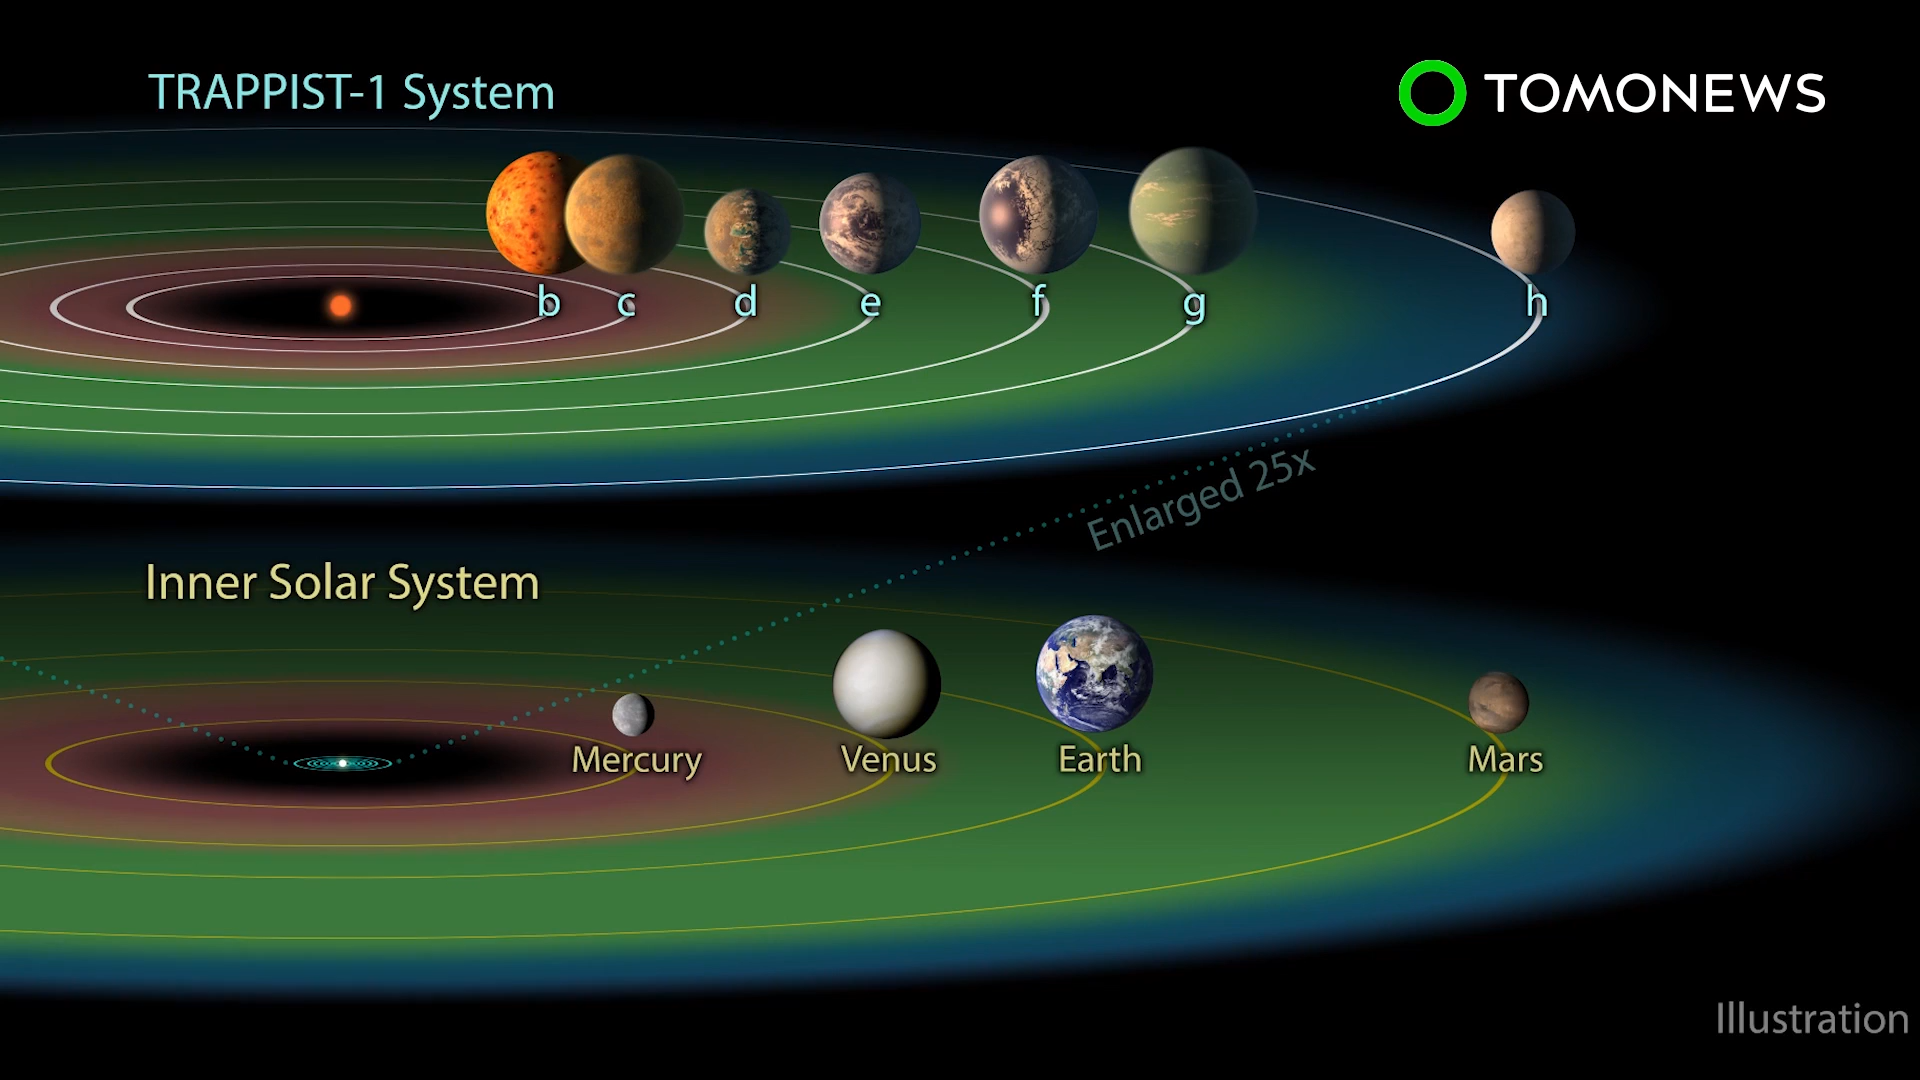 TRAPPIST-1 System
TOMONEWS
b
c
d
e
f
g
h
Enlarged 25x
Inner Solar System
Mercury
Venus
Earth
Mars
Illustration